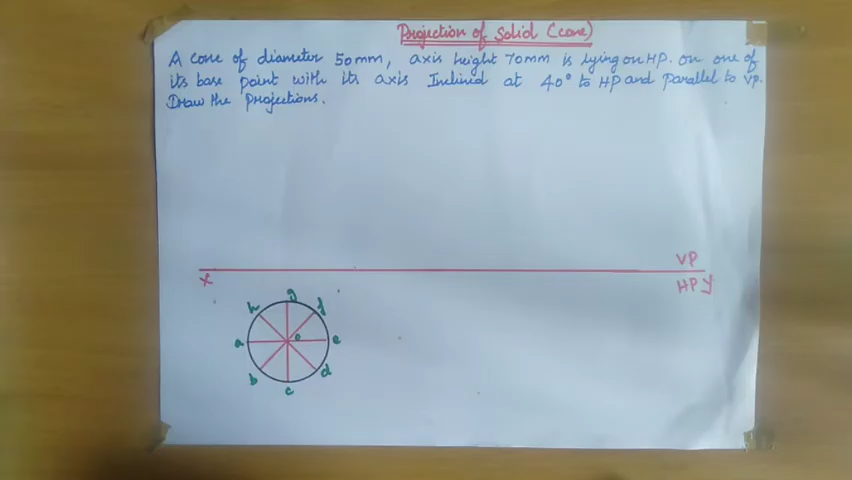 Projection of Solid (cone)
A cone of diameter 50mm, axis height 70mm is lying on HP. on one of
its base point with its axis Inclined at 40° to HP and parallel to VP.
Draw the Projections.
VP
X HP Y
g
h f
a o e
b d
c